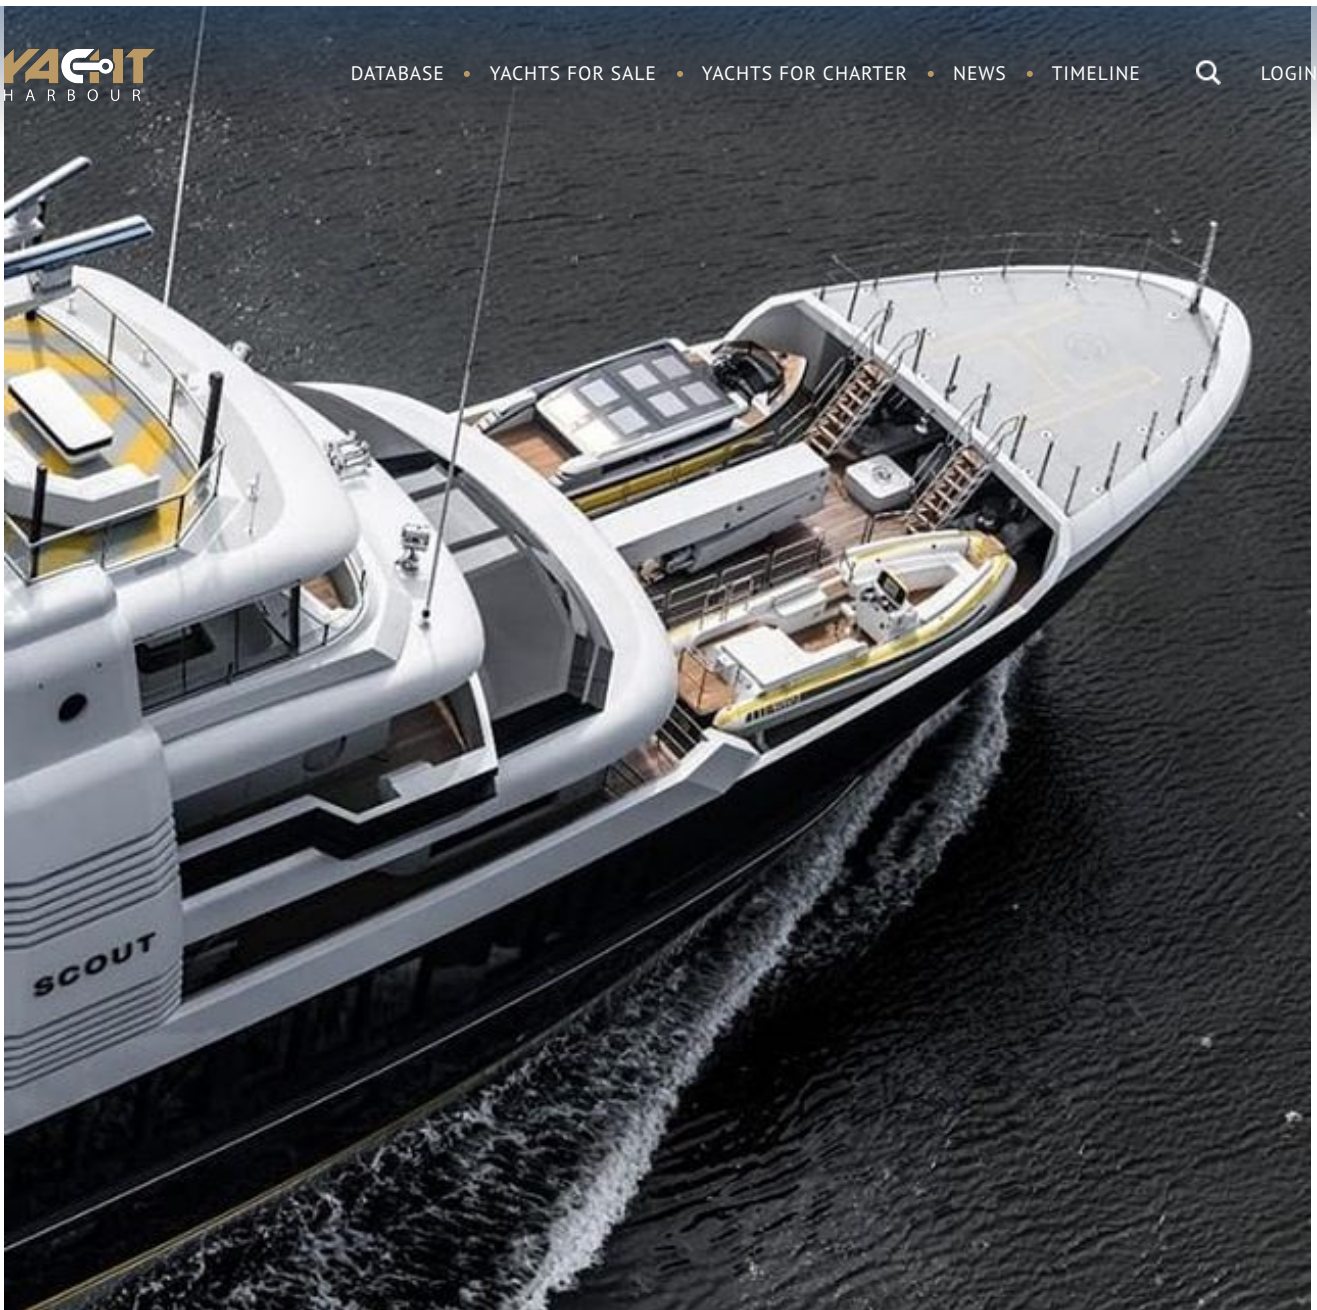 YACHT
HARBOUR
DATABASE • YACHTS FOR SALE • YACHTS FOR CHARTER • NEWS • TIMELINE
LOGIN
SCOUT